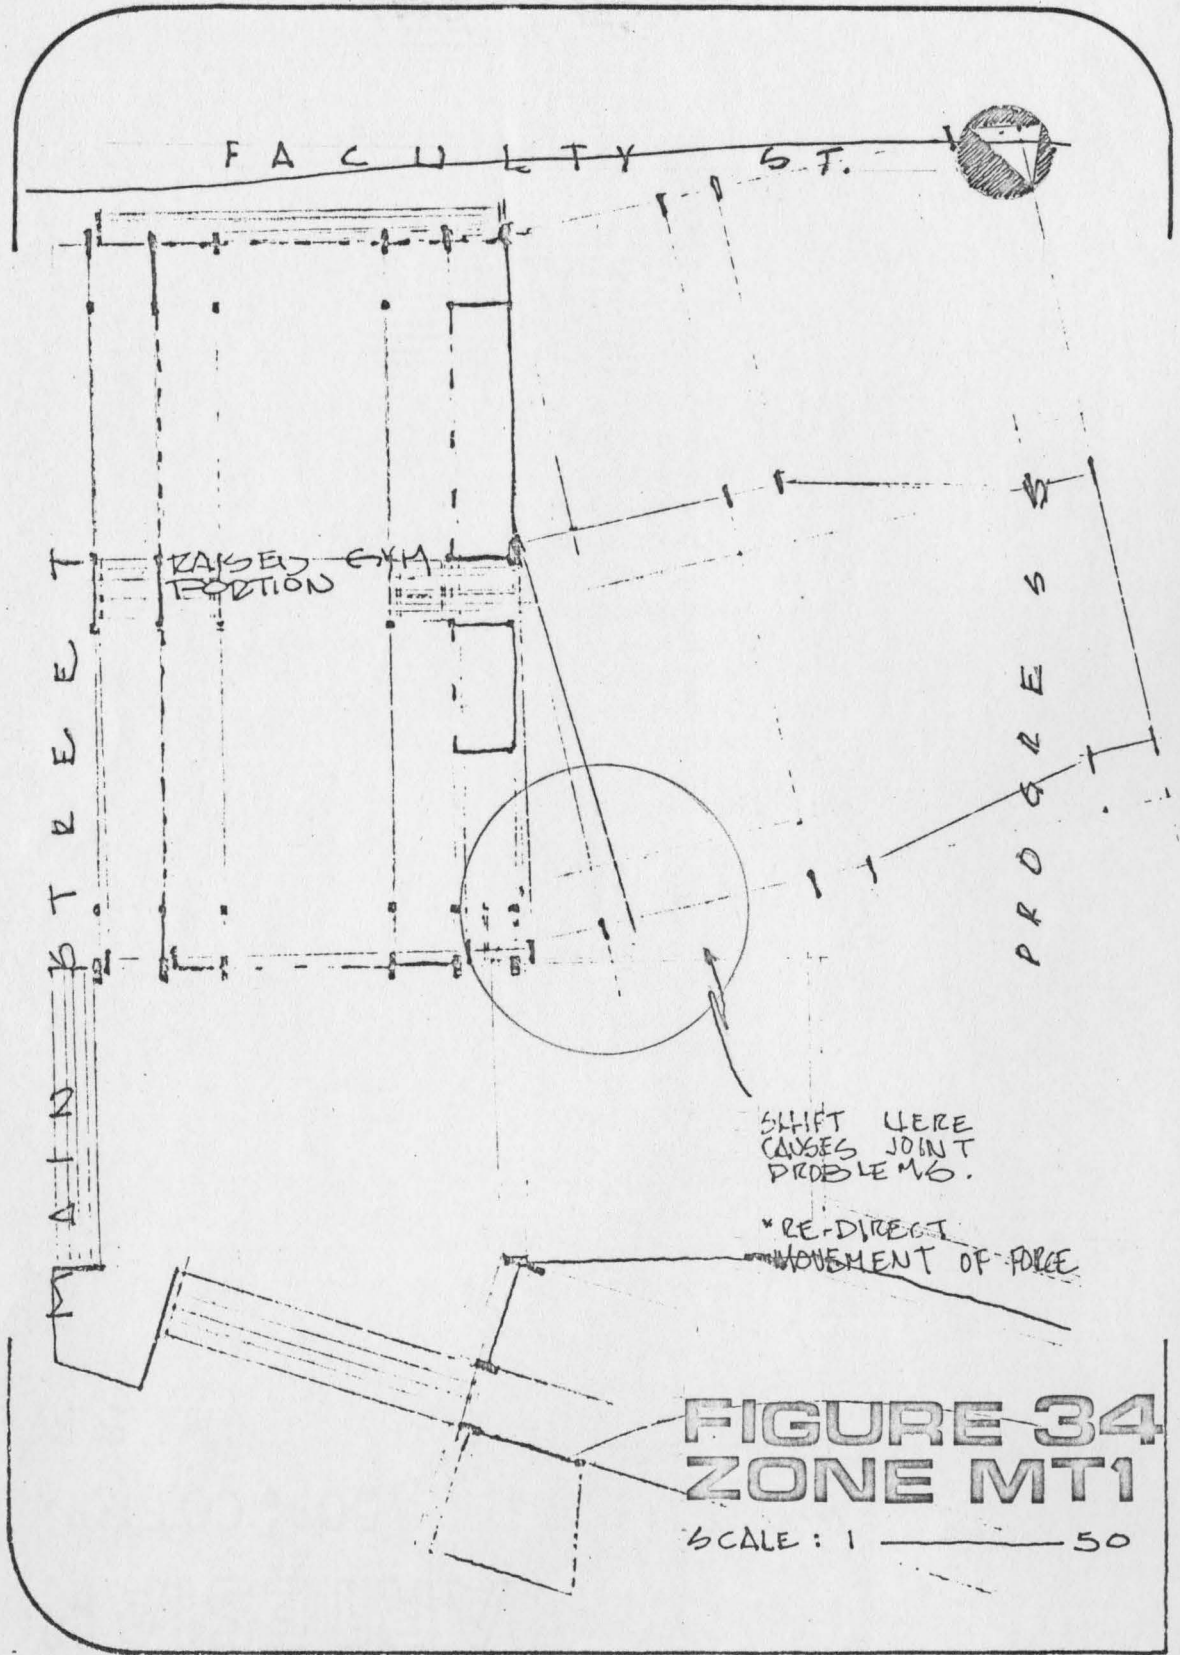 FACULTY ST.
RAISED GYM
PORTION
MAIN STREET
PROGRESS
SHIFT HERE
CAUSES JOINT
PROBLEMS.
*RE-DIRECT
MOVEMENT OF FORCE
FIGURE 34
ZONE MT1
SCALE : 1 ——— 50